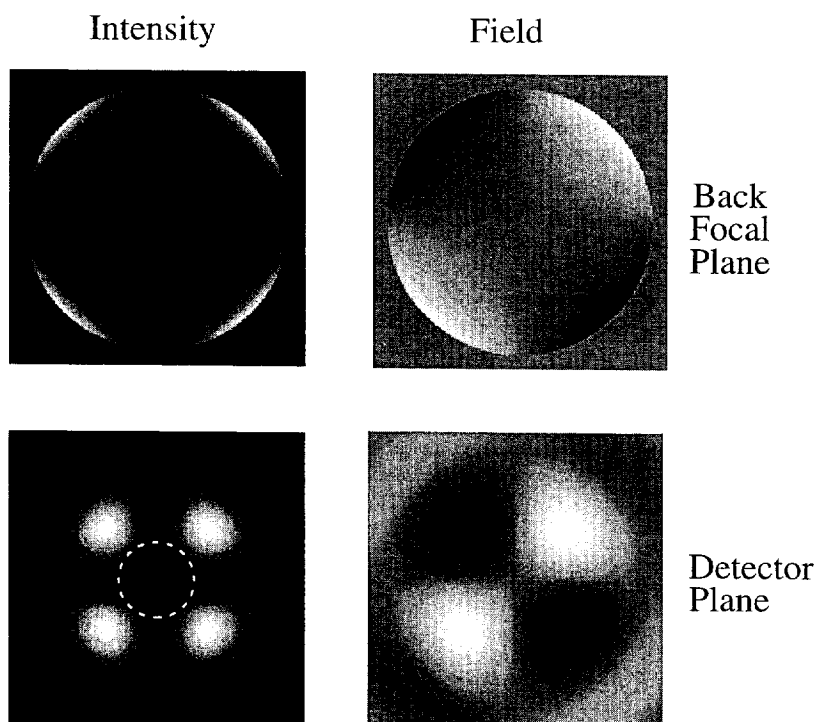 Intensity
Field
Back
Focal
Plane
Detector
Plane